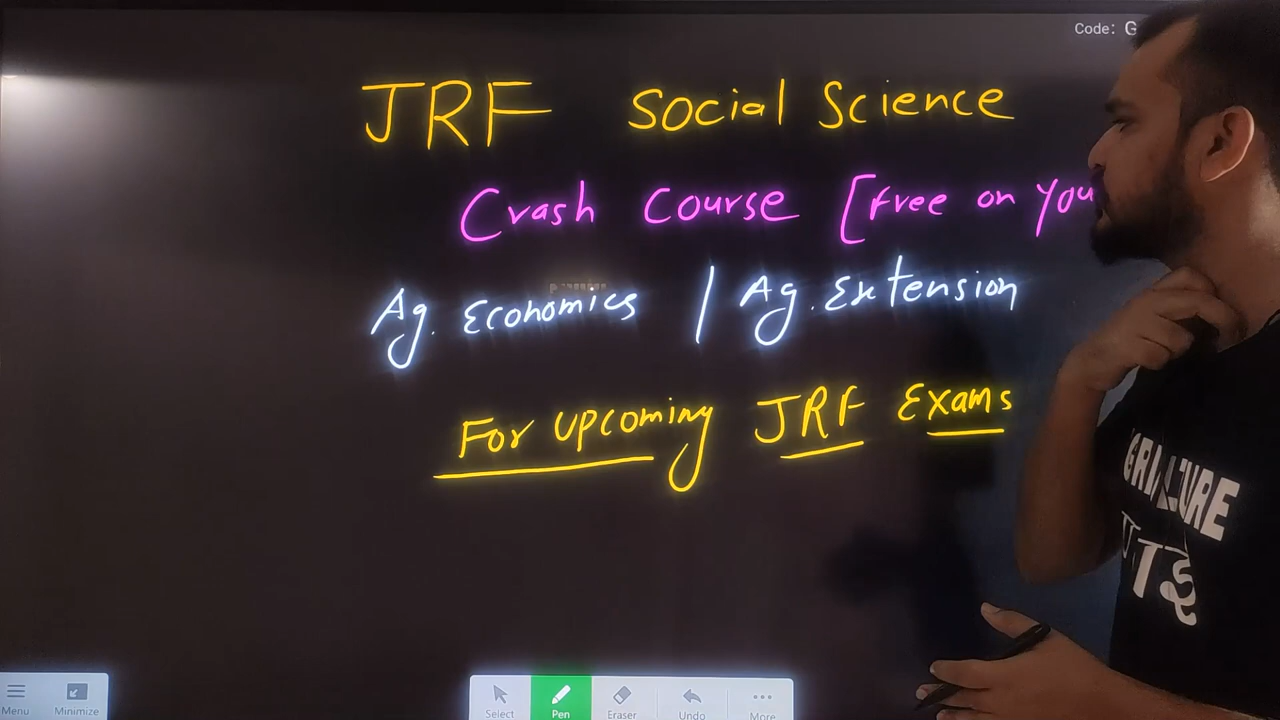 Code: G
JRF Social Science
Crash Course [Free on You
Ag. Economics / Ag. Extension
For Upcoming JRF Exams
Menu
Minimize
Select
Pen
Eraser
Undo
More